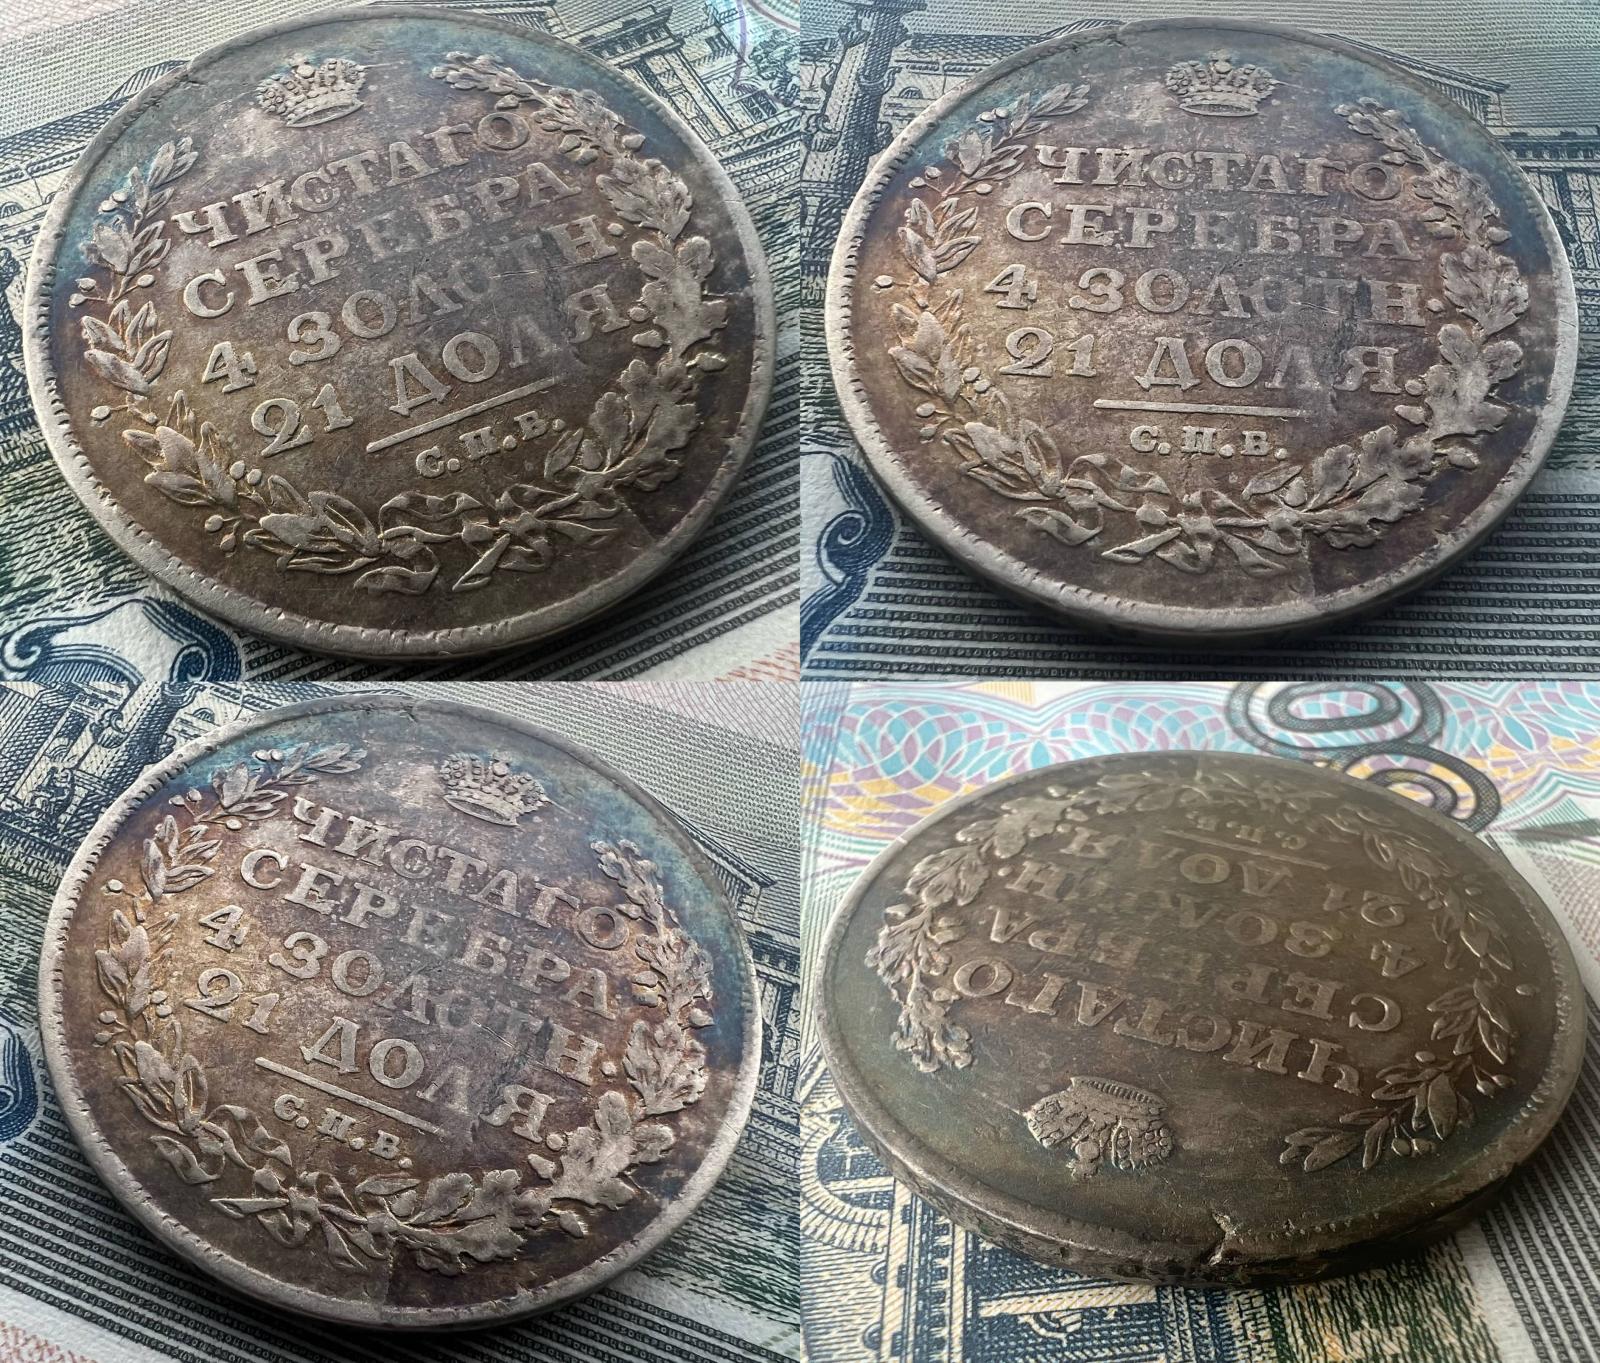 ЧИСТАГО
СЕРЕБРА
4 ЗОЛОТН.
21 ДОЛЯ.
С.П.Б.
ЧИСТАГО
СЕРЕБРА
4 ЗОЛОТН.
21 ДОЛЯ.
С.П.Б.
ЧИСТАГО
СЕРЕБРА
4 ЗОЛОТН.
21 ДОЛЯ.
С.П.Б.
ЧИСТАГО
СЕРЕБРА
4 ЗОЛОТН
21 ДОЛЯ
С.П.Б.